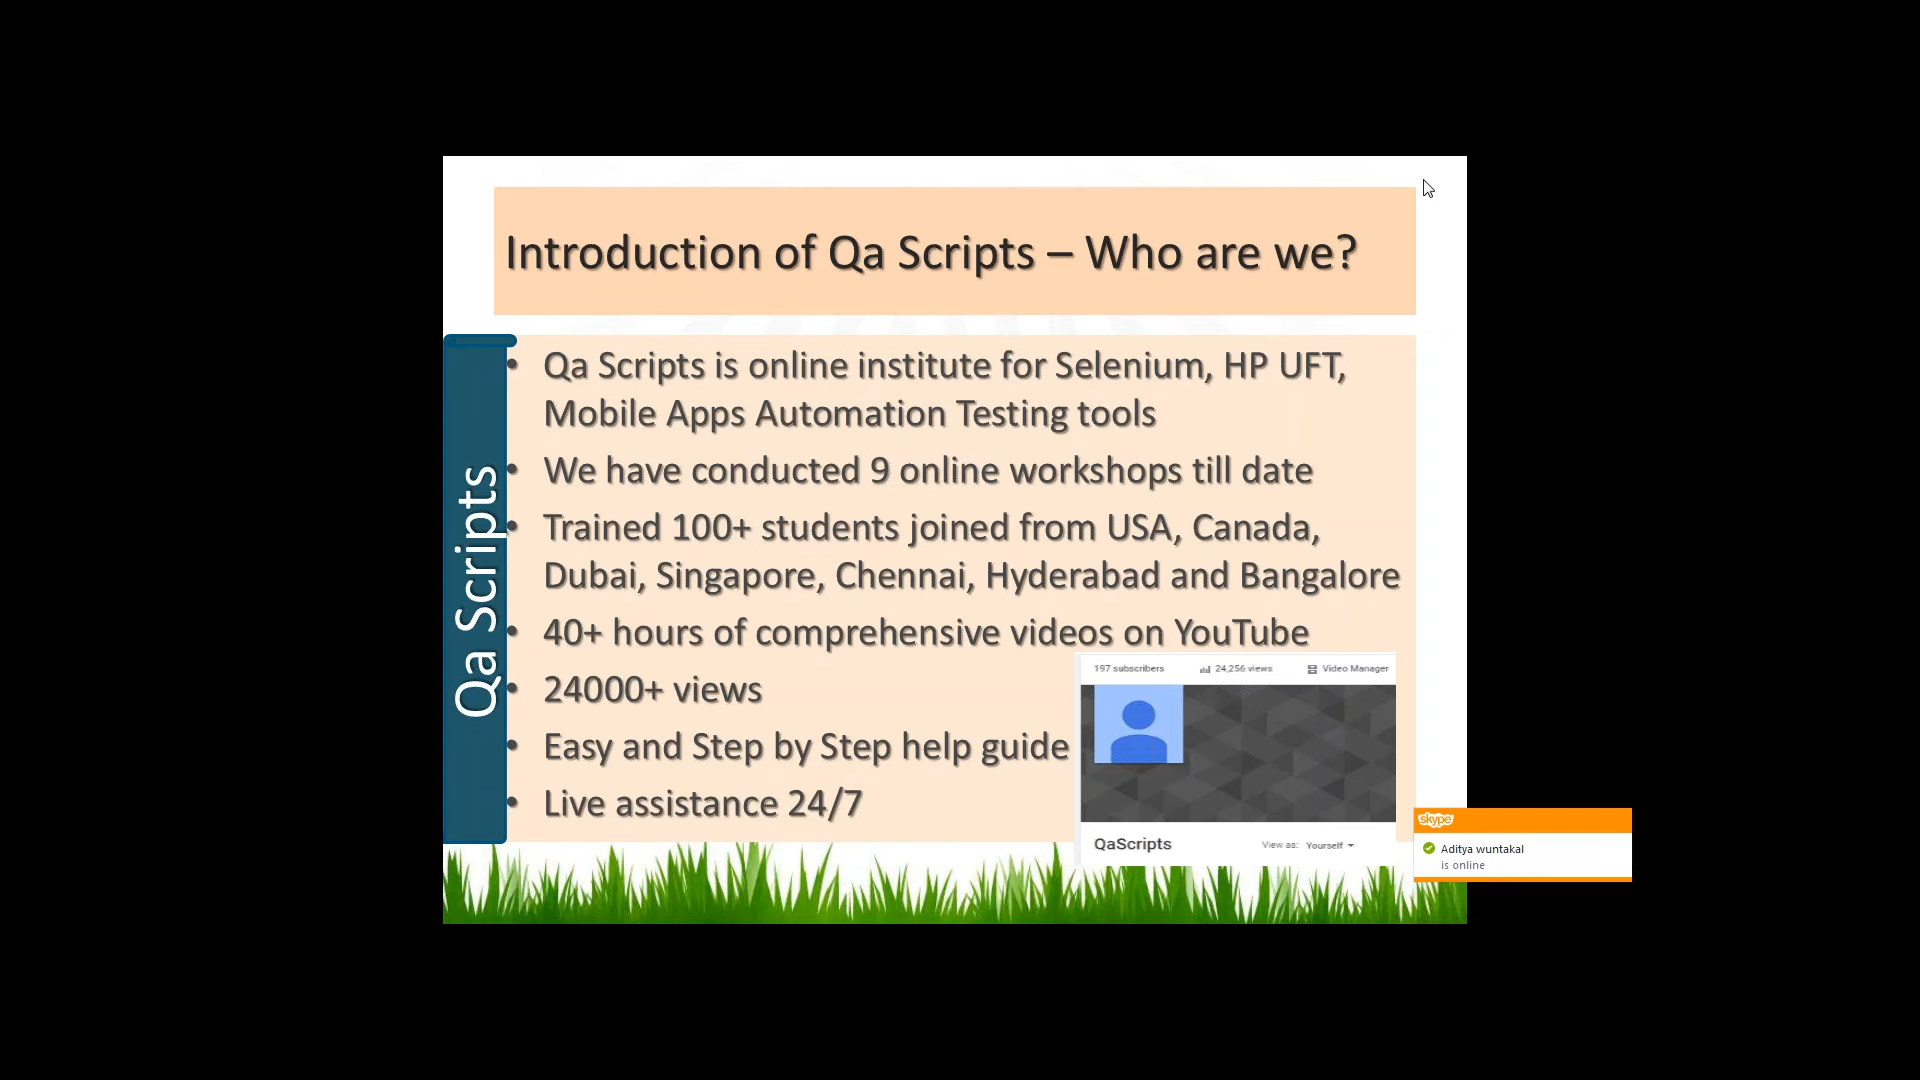 Introduction of Qa Scripts – Who are we?
Qa Scripts
• Qa Scripts is online institute for Selenium, HP UFT,
Mobile Apps Automation Testing tools
• We have conducted 9 online workshops till date
• Trained 100+ students joined from USA, Canada,
Dubai, Singapore, Chennai, Hyderabad and Bangalore
• 40+ hours of comprehensive videos on YouTube
• 24000+ views
• Easy and Step by Step help guide
• Live assistance 24/7
197 subscribers 24,256 views Video Manager
QaScripts View as: Yourself
skype
Aditya wuntakal
is online